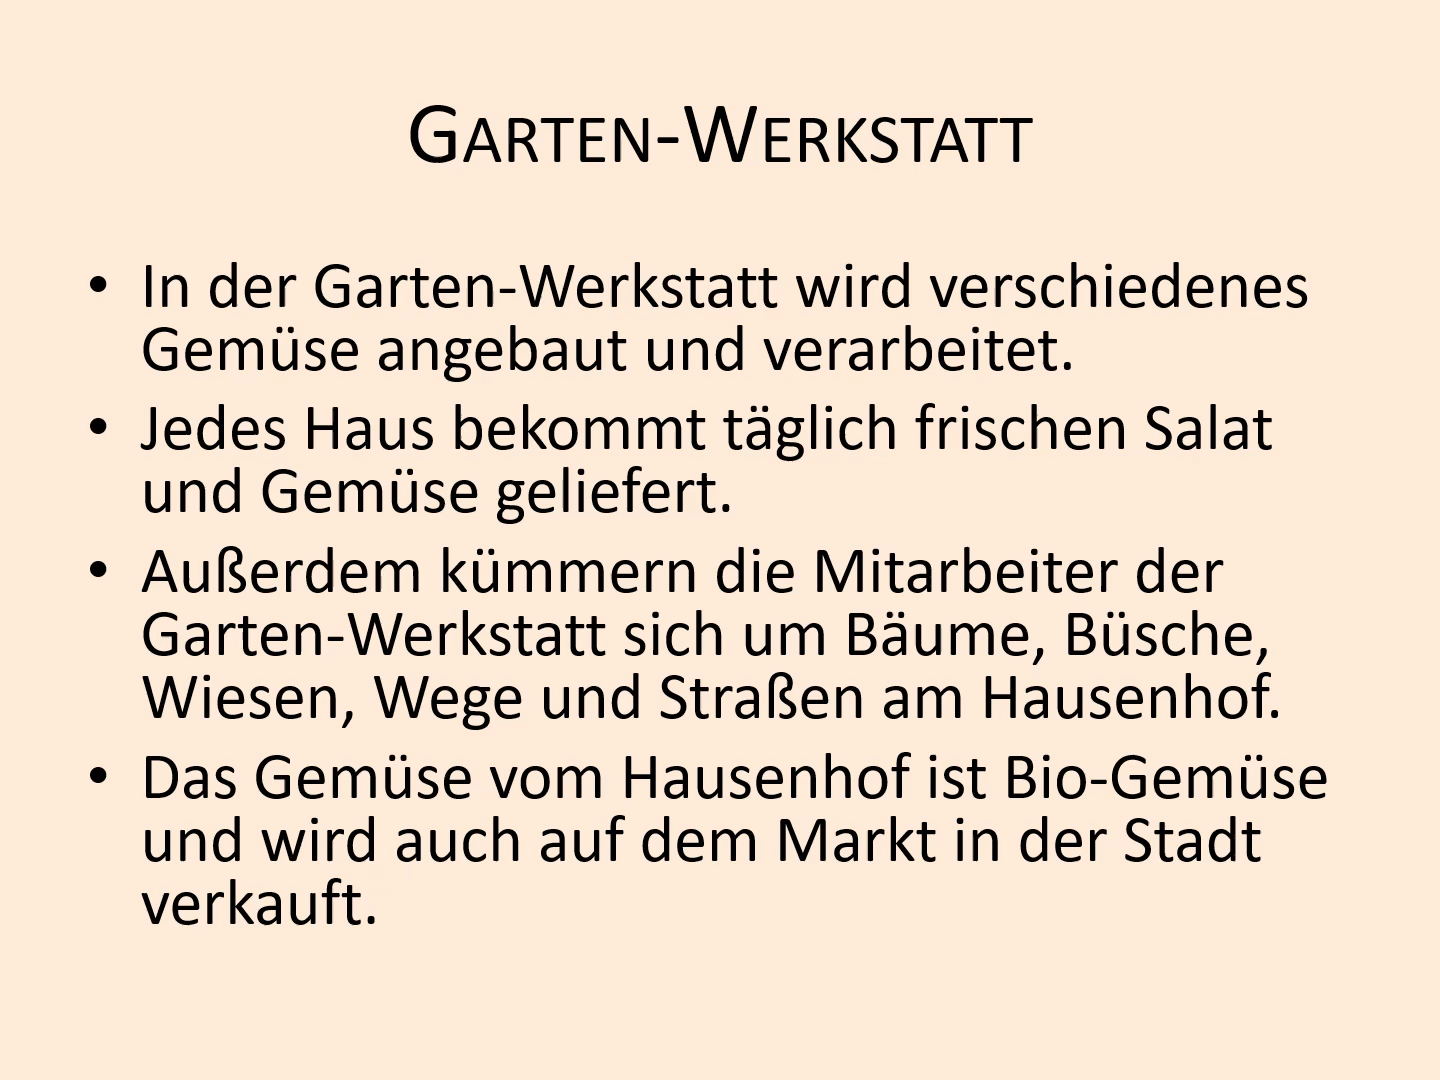 Garten-Werkstatt
• In der Garten-Werkstatt wird verschiedenes
Gemüse angebaut und verarbeitet.
• Jedes Haus bekommt täglich frischen Salat
und Gemüse geliefert.
• Außerdem kümmern die Mitarbeiter der
Garten-Werkstatt sich um Bäume, Büsche,
Wiesen, Wege und Straßen am Hausenhof.
• Das Gemüse vom Hausenhof ist Bio-Gemüse
und wird auch auf dem Markt in der Stadt
verkauft.